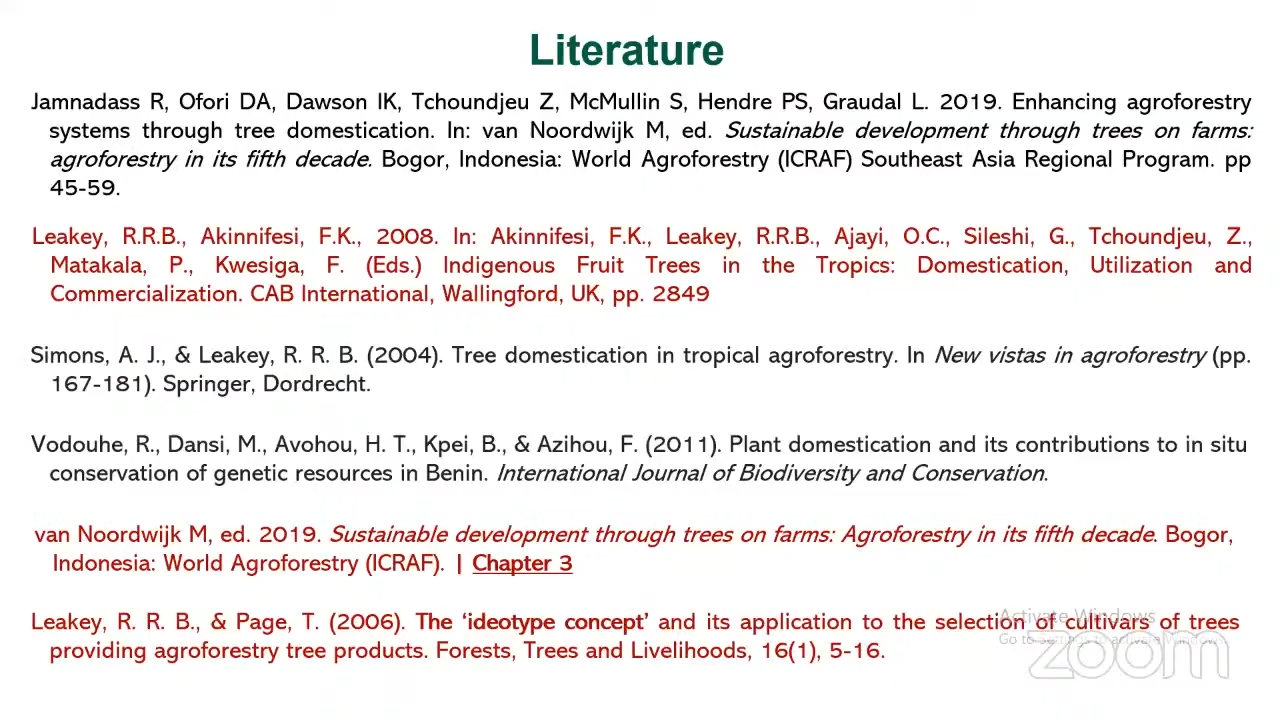 Literature
Jamnadass R, Ofori DA, Dawson IK, Tchoundjeu Z, McMullin S, Hendre PS, Graudal L. 2019. Enhancing agroforestry
systems through tree domestication. In: van Noordwijk M, ed. Sustainable development through trees on farms:
agroforestry in its fifth decade. Bogor, Indonesia: World Agroforestry (ICRAF) Southeast Asia Regional Program. pp
45-59.
Leakey, R.R.B., Akinnifesi, F.K., 2008. In: Akinnifesi, F.K., Leakey, R.R.B., Ajayi, O.C., Sileshi, G., Tchoundjeu, Z.,
Matakala, P., Kwesiga, F. (Eds.) Indigenous Fruit Trees in the Tropics: Domestication, Utilization and
Commercialization. CAB International, Wallingford, UK, pp. 2849
Simons, A. J., & Leakey, R. R. B. (2004). Tree domestication in tropical agroforestry. In New vistas in agroforestry (pp.
167-181). Springer, Dordrecht.
Vodouhe, R., Dansi, M., Avohou, H. T., Kpei, B., & Azihou, F. (2011). Plant domestication and its contributions to in situ
conservation of genetic resources in Benin. International Journal of Biodiversity and Conservation.
van Noordwijk M, ed. 2019. Sustainable development through trees on farms: Agroforestry in its fifth decade. Bogor,
Indonesia: World Agroforestry (ICRAF). | Chapter 3
Activate Windows
Leakey, R. R. B., & Page, T. (2006). The ‘ideotype concept’ and its application to the selection of cultivars of trees
Go to Settings to activate Windows.
providing agroforestry tree products. Forests, Trees and Livelihoods, 16(1), 5-16.
zoom